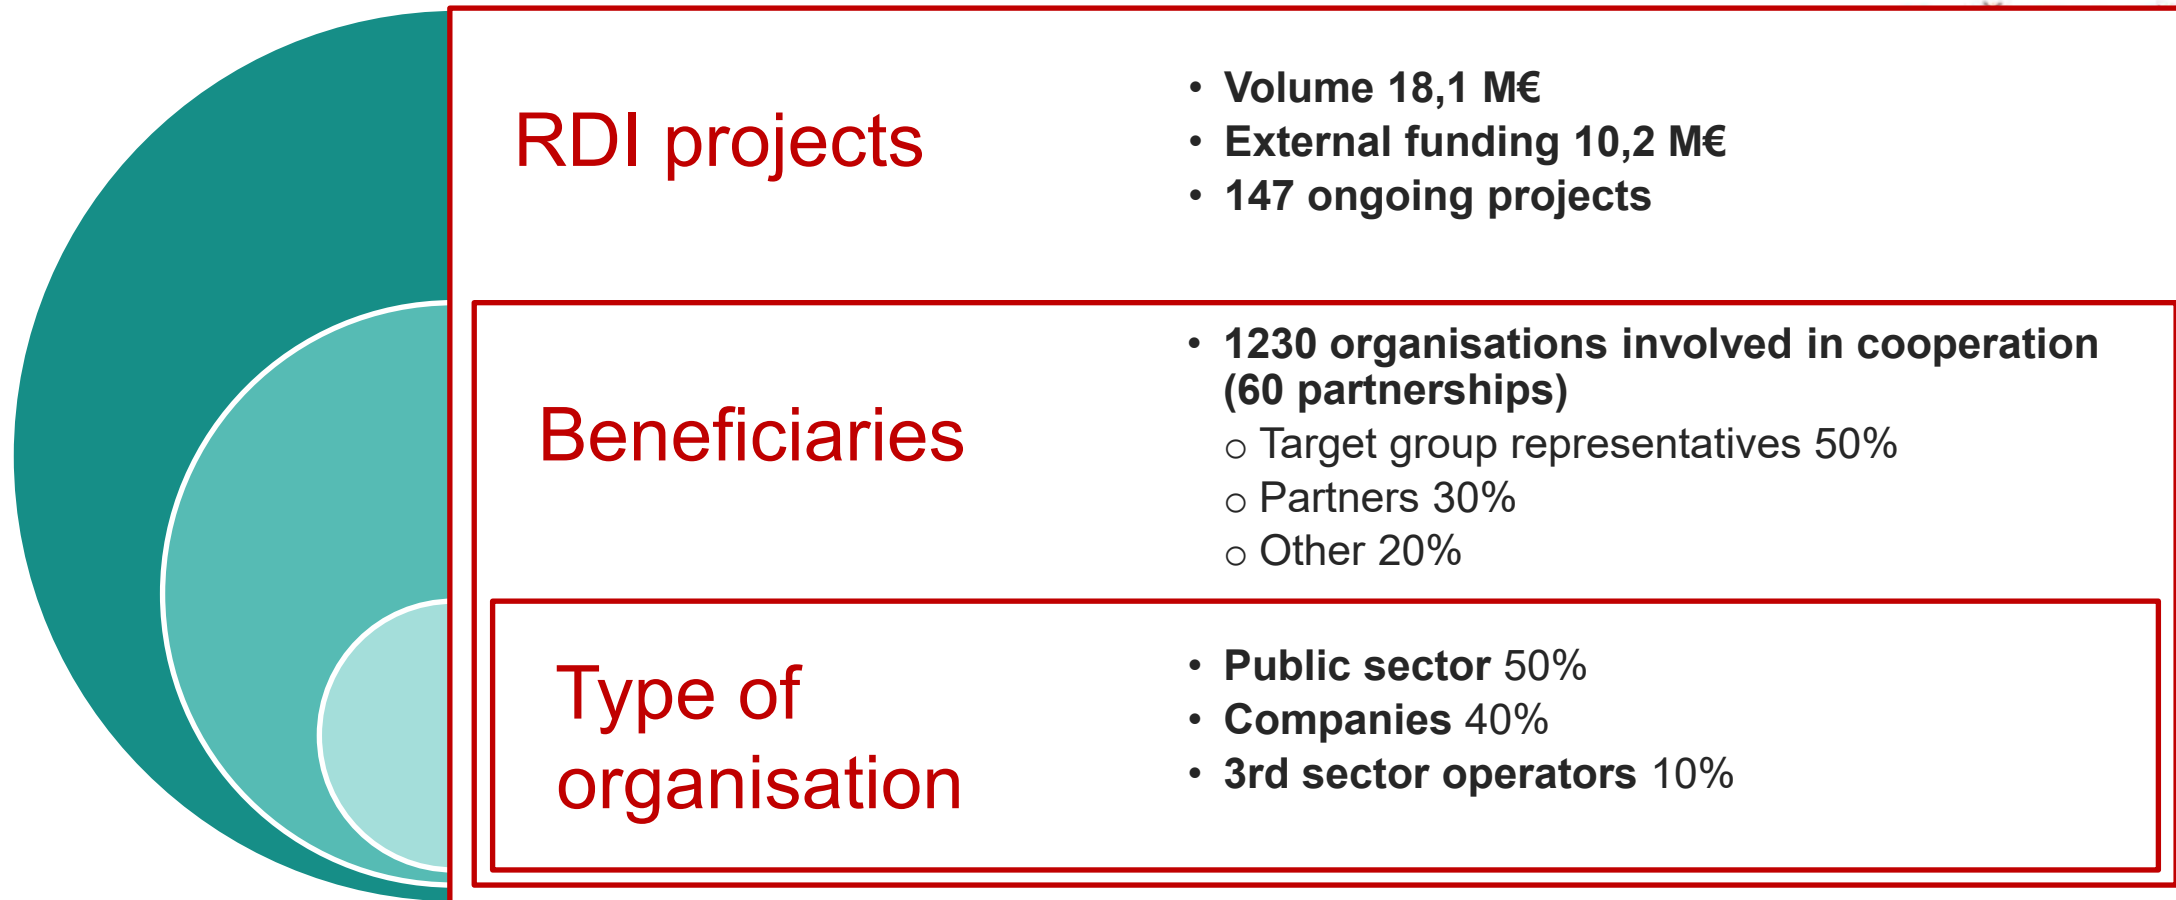 RDI projects
• Volume 18,1 M€
• External funding 10,2 M€
• 147 ongoing projects
Beneficiaries
• 1230 organisations involved in cooperation
(60 partnerships)
o Target group representatives 50%
o Partners 30%
o Other 20%
Type of
organisation
• Public sector 50%
• Companies 40%
• 3rd sector operators 10%